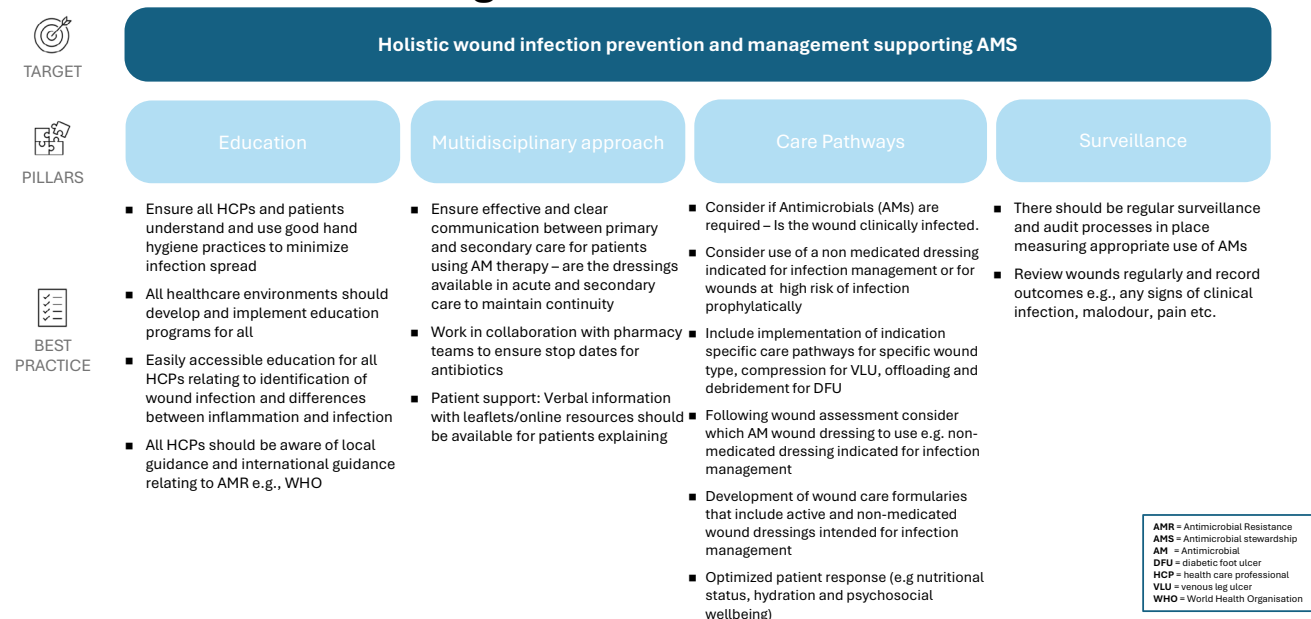 TARGET
Holistic wound infection prevention and management supporting AMS
PILLARS
Education
Multidisciplinary approach
Care Pathways
Surveillance
BEST
PRACTICE
■ Ensure all HCPs and patients
understand and use good hand
hygiene practices to minimize
infection spread
■ All healthcare environments should
develop and implement education
programs for all
■ Easily accessible education for all
HCPs relating to identification of
wound infection and differences
between inflammation and infection
■ All HCPs should be aware of local
guidance and international guidance
relating to AMR e.g., WHO
■ Ensure effective and clear
communication between primary
and secondary care for patients
using AM therapy – are the dressings
available in acute and secondary
care to maintain continuity
■ Work in collaboration with pharmacy
teams to ensure stop dates for
antibiotics
■ Patient support: Verbal information
with leaflets/online resources should
be available for patients explaining
■ Consider if Antimicrobials (AMs) are
required – Is the wound clinically infected.
■ Consider use of a non medicated dressing
indicated for infection management or for
wounds at high risk of infection
prophylatically
■ Include implementation of indication
specific care pathways for specific wound
type, compression for VLU, offloading and
debridement for DFU
■ Following wound assessment consider
which AM wound dressing to use e.g. non-
medicated dressing indicated for infection
management
■ Development of wound care formularies
that include active and non-medicated
wound dressings intended for infection
management
■ Optimized patient response (e.g nutritional
status, hydration and psychosocial
wellbeing)
■ There should be regular surveillance
and audit processes in place
measuring appropriate use of AMs
■ Review wounds regularly and record
outcomes e.g., any signs of clinical
infection, malodour, pain etc.
AMR = Antimicrobial Resistance
AMS = Antimicrobial stewardship
AM = Antimicrobial
DFU = diabetic foot ulcer
HCP = health care professional
VLU = venous leg ulcer
WHO = World Health Organisation